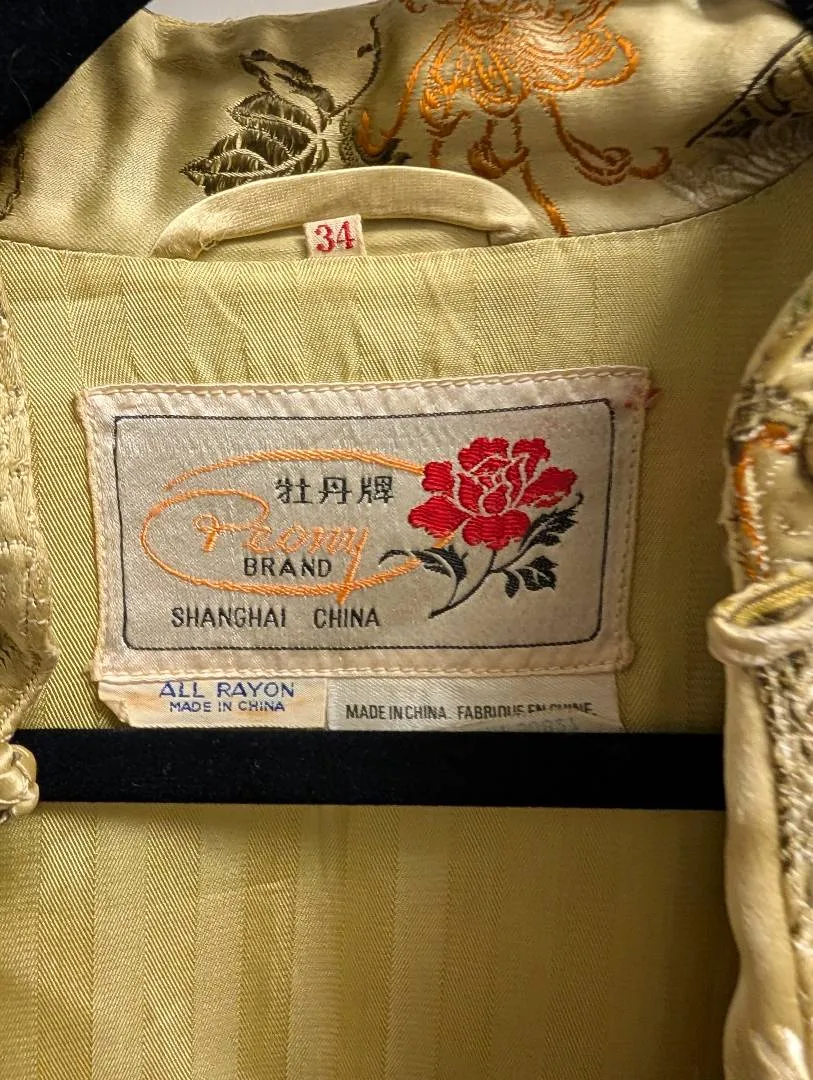 34
牡丹牌
Peony
BRAND
SHANGHAI CHINA
ALL RAYON
MADE IN CHINA
MADE IN CHINA. FABRIQUE EN CHINE.